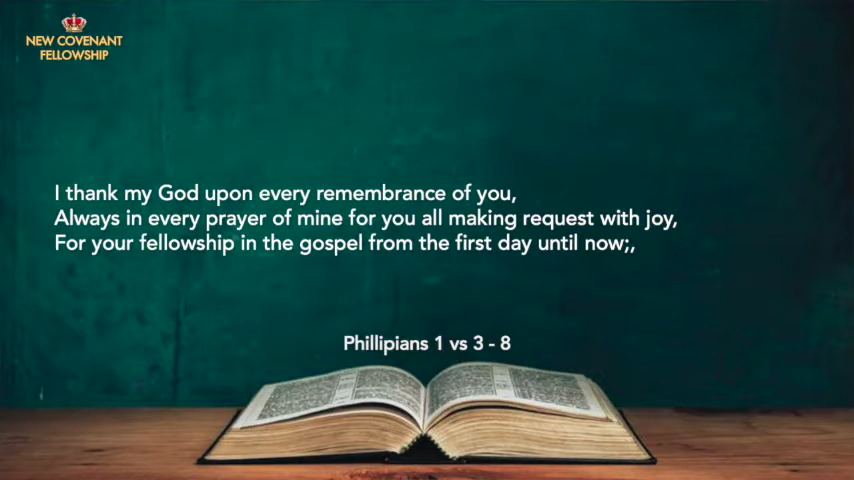 NEW COVENANT
FELLOWSHIP
I thank my God upon every remembrance of you,
Always in every prayer of mine for you all making request with joy,
For your fellowship in the gospel from the first day until now;,
Phillipians 1 vs 3 - 8